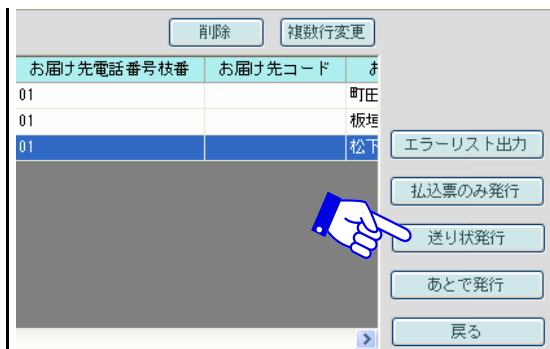 削除 複数行変更
お届け先電話番号枝番 お届け先コード お
01 町田
01 板垣
01 松下
エラーリスト出力
払込票のみ発行
送り状発行
あとで発行
戻る